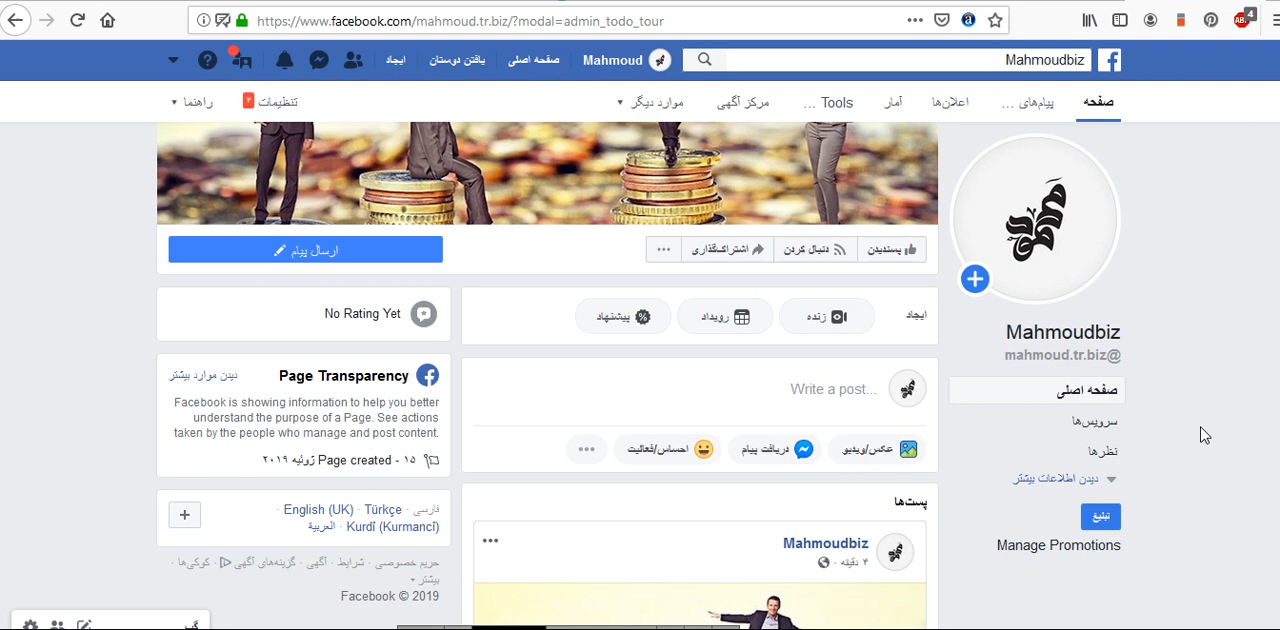 https://www.facebook.com/mahmoud.tr.biz/?modal=admin_todo_tour
4
Mahmoudbiz
Mahmoud
صفحه اصلی
یافتن دوستان
ایجاد
صفحه
پیام‌های ...
اعلان‌ها
آمار
Tools ...
مرکز آگهی
موارد دیگر
تنظیمات ۴
راهنما
محمود
Mahmoudbiz
@mahmoud.tr.biz
صفحه اصلی
سرویس‌ها
نظرها
دیدن اطلاعات بیشتر
تبلیغ
Manage Promotions
پسندیدن
دنبال کردن
اشتراک‌گذاری
ارسال پیام
ایجاد
زنده
رویداد
پیشنهاد
Write a post...
عکس/ویدیو
دریافت پیام
احساس/فعالیت
پست‌ها
Mahmoudbiz
۴ دقیقه ·
No Rating Yet
Page Transparency
دیدن موارد بیشتر
Facebook is showing information to help you better
understand the purpose of a Page. See actions
taken by the people who manage and post content.
Page created - ۱۵ ژوئیه ۲۰۱۹
فارسی · English (UK) · Türkçe ·
Kurdî (Kurmancî) · العربية
حریم خصوصی · شرایط · آگهی · گزینه‌های آگهی · کوکی‌ها ·
بیشتر
Facebook © 2019